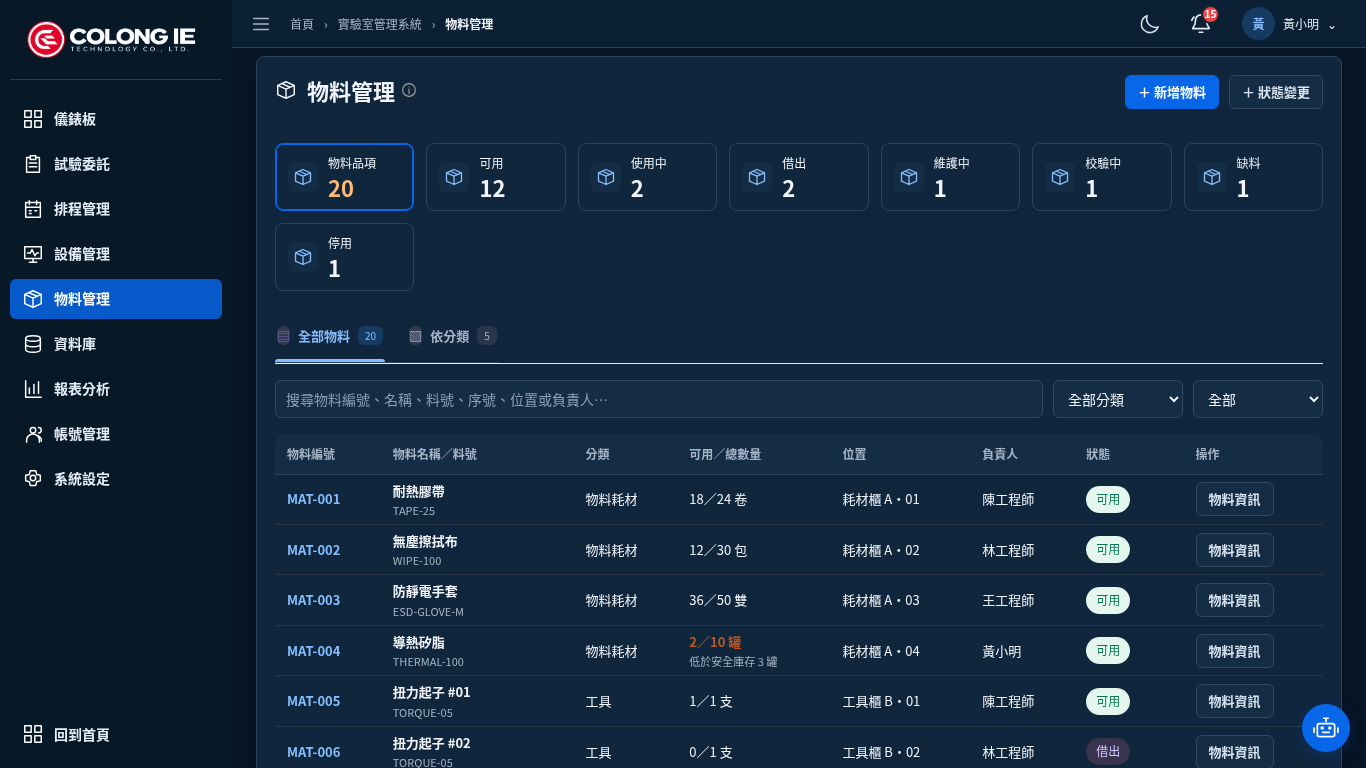 COLONG IE
TECHNOLOGY CO., LTD.
儀錶板
試驗委託
排程管理
設備管理
物料管理
資料庫
報表分析
帳號管理
系統設定
回到首頁
首頁 › 實驗室管理系統 › 物料管理
15
黃 黃小明
物料管理
+ 新增物料
+ 狀態變更
物料品項
20
可用
12
使用中
2
借出
2
維護中
1
校驗中
1
缺料
1
停用
1
全部物料 20
依分類 5
搜尋物料編號、名稱、料號、序號、位置或負責人…
全部分類
全部
物料編號 物料名稱／料號 分類 可用／總數量 位置 負責人 狀態 操作
MAT-001 耐熱膠帶 物料耗材 18／24 卷 耗材櫃 A・01 陳工程師 可用 物料資訊
TAPE-25
MAT-002 無塵擦拭布 物料耗材 12／30 包 耗材櫃 A・02 林工程師 可用 物料資訊
WIPE-100
MAT-003 防靜電手套 物料耗材 36／50 雙 耗材櫃 A・03 王工程師 可用 物料資訊
ESD-GLOVE-M
MAT-004 導熱矽脂 物料耗材 2／10 罐 耗材櫃 A・04 黃小明 可用 物料資訊
THERMAL-100 低於安全庫存 3 罐
MAT-005 扭力起子 #01 工具 1／1 支 工具櫃 B・01 陳工程師 可用 物料資訊
TORQUE-05
MAT-006 扭力起子 #02 工具 0／1 支 工具櫃 B・02 林工程師 借出 物料資訊
TORQUE-05